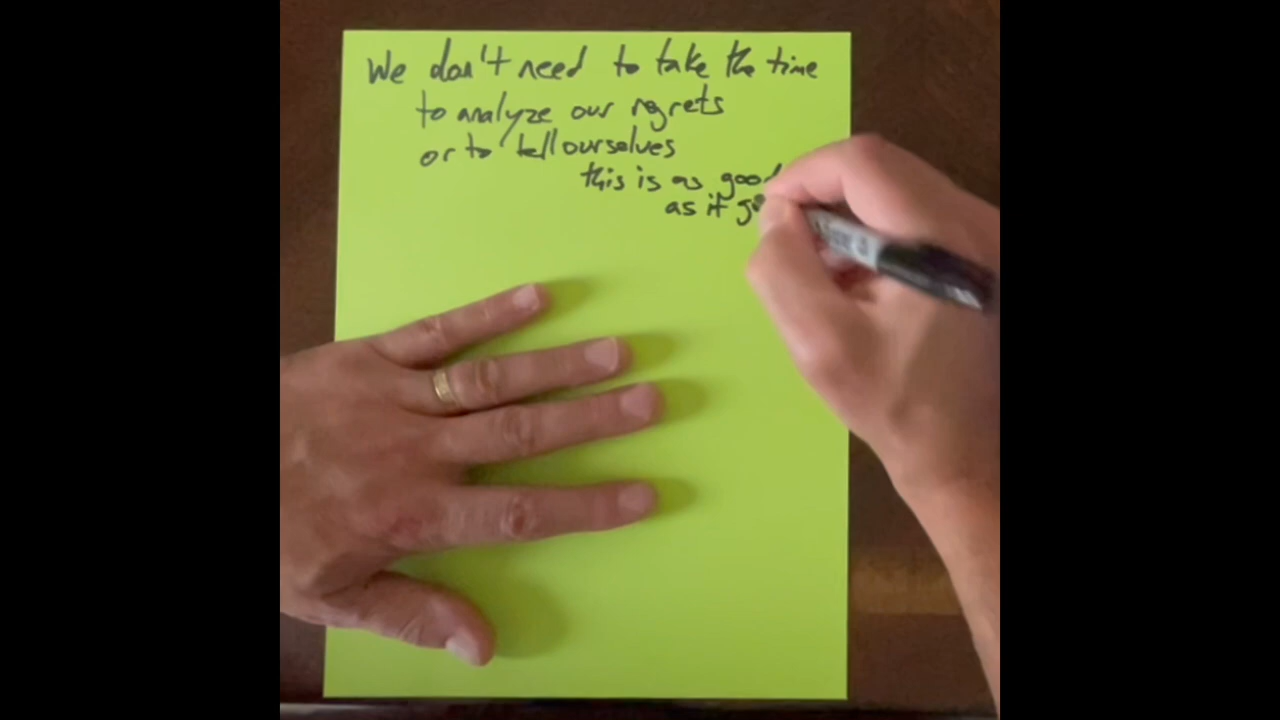 We don't need to take the time
to analyze our regrets
or to tell ourselves
this is as good
as it